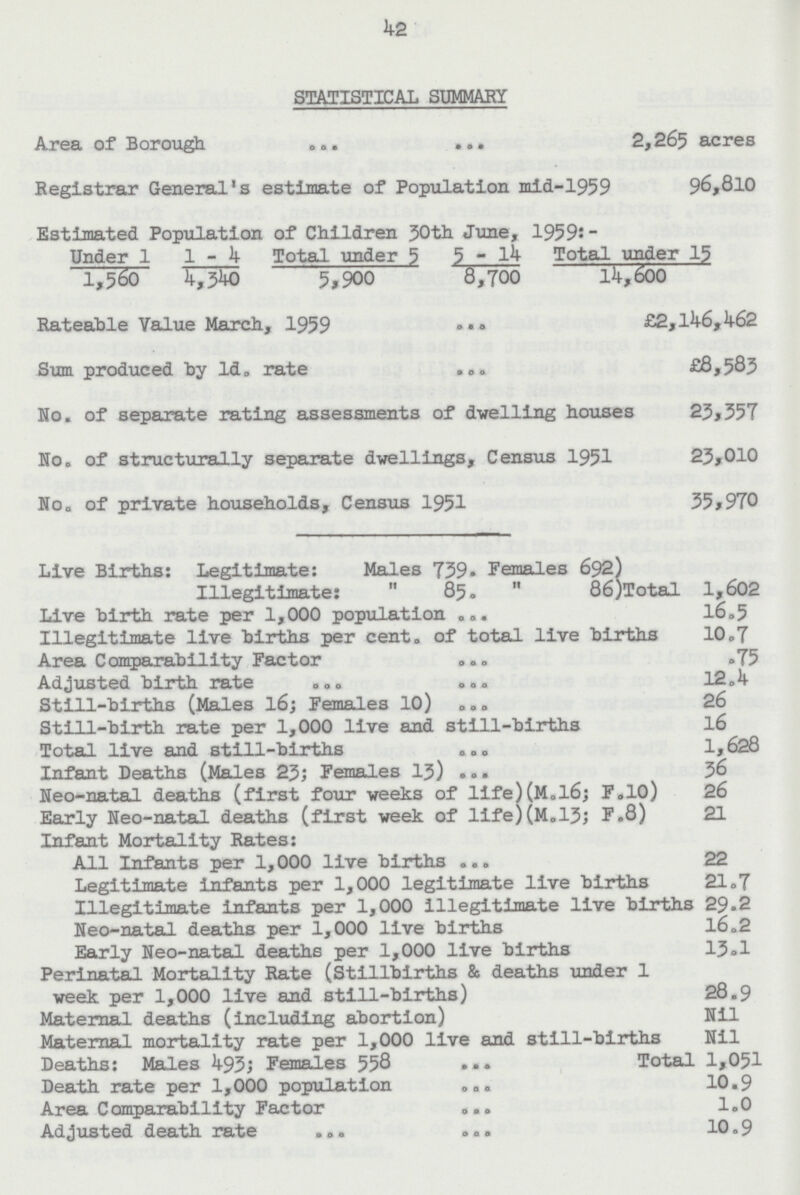 42
STATISTICAL SUMMARY
Area of Borough ... ... 2,265 acres
Registrar General's estimate of Population mid-1959 96,810
Estimated Population of Children 30th June, 1959:-
Under 1 1 - 4 Total under 5 5 - 14 Total under 15
1,560 4,340 5,900 8,700 14,600
Rateable Value March, 1959 ... £2,146,462
Sum produced by 1d. rate ... £8,583
No. of separate rating assessments of dwelling houses 23,357
No. of structurally separate dwellings, Census 1951 23,010
No. of private households, Census 1951 35,970
Live Births: Legitimate: Males 739. Females 692)
Illegitimate: " 85. " 86)Total 1,602
Live birth rate per 1,000 population ... 16.5
Illegitimate live births per cent. of total live births 10.7
Area Comparability Factor ... .75
Adjusted birth rate ... ... 12.4
Still-births (Males 16; Females 10) ... 26
Still-birth rate per 1,000 live and still-births 16
Total live and still-births ... 1,628
Infant Deaths (Males 23; Females 13) ... 36
Neo-natal deaths (first four weeks of life)(M.16; F.10) 26
Early Neo-natal deaths (first week of life)(M.13; F.8) 21
Infant Mortality Rates:
All Infants per 1,000 live births ... 22
Legitimate infants per 1,000 legitimate live births 21.7
Illegitimate infants per 1,000 illegitimate live births 29.2
Neo-natal deaths per 1,000 live births 16.2
Early Neo-natal deaths per 1,000 live births 13.1
Perinatal Mortality Rate (Stillbirths & deaths under 1
week per 1,000 live and still-births) 28.9
Maternal deaths (including abortion) Nil
Maternal mortality rate per 1,000 live and still-births Nil
Deaths: Males 493; Females 558 ... Total 1,051
Death rate per 1,000 population ... 10.9
Area Comparability Factor ... 1.0
Adjusted death rate ... ... 10.9